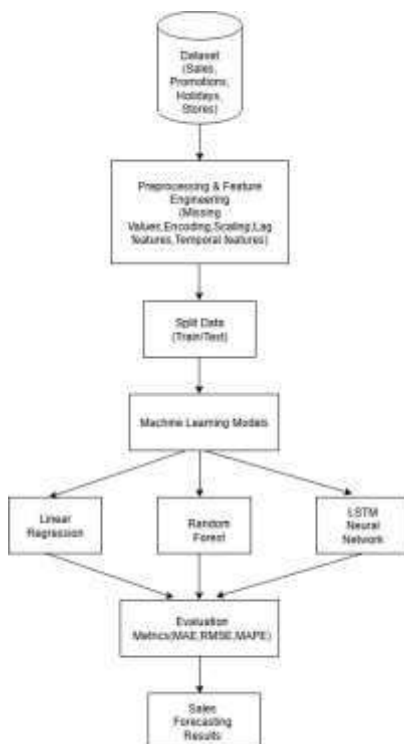 Dataset
(Sales,
Promotions,
Holidays,
Stores)
Preprocessing & Feature
Engineering
(Missing
Values,Encoding,Scaling,Lag
features,Temporal features)
Split Data
(Train/Test)
Machine Learning Models
Linear
Regression
Random
Forest
LSTM
Neural
Network
Evaluation
Metrics(MAE,RMSE,MAPE)
Sales
Forecasting
Results